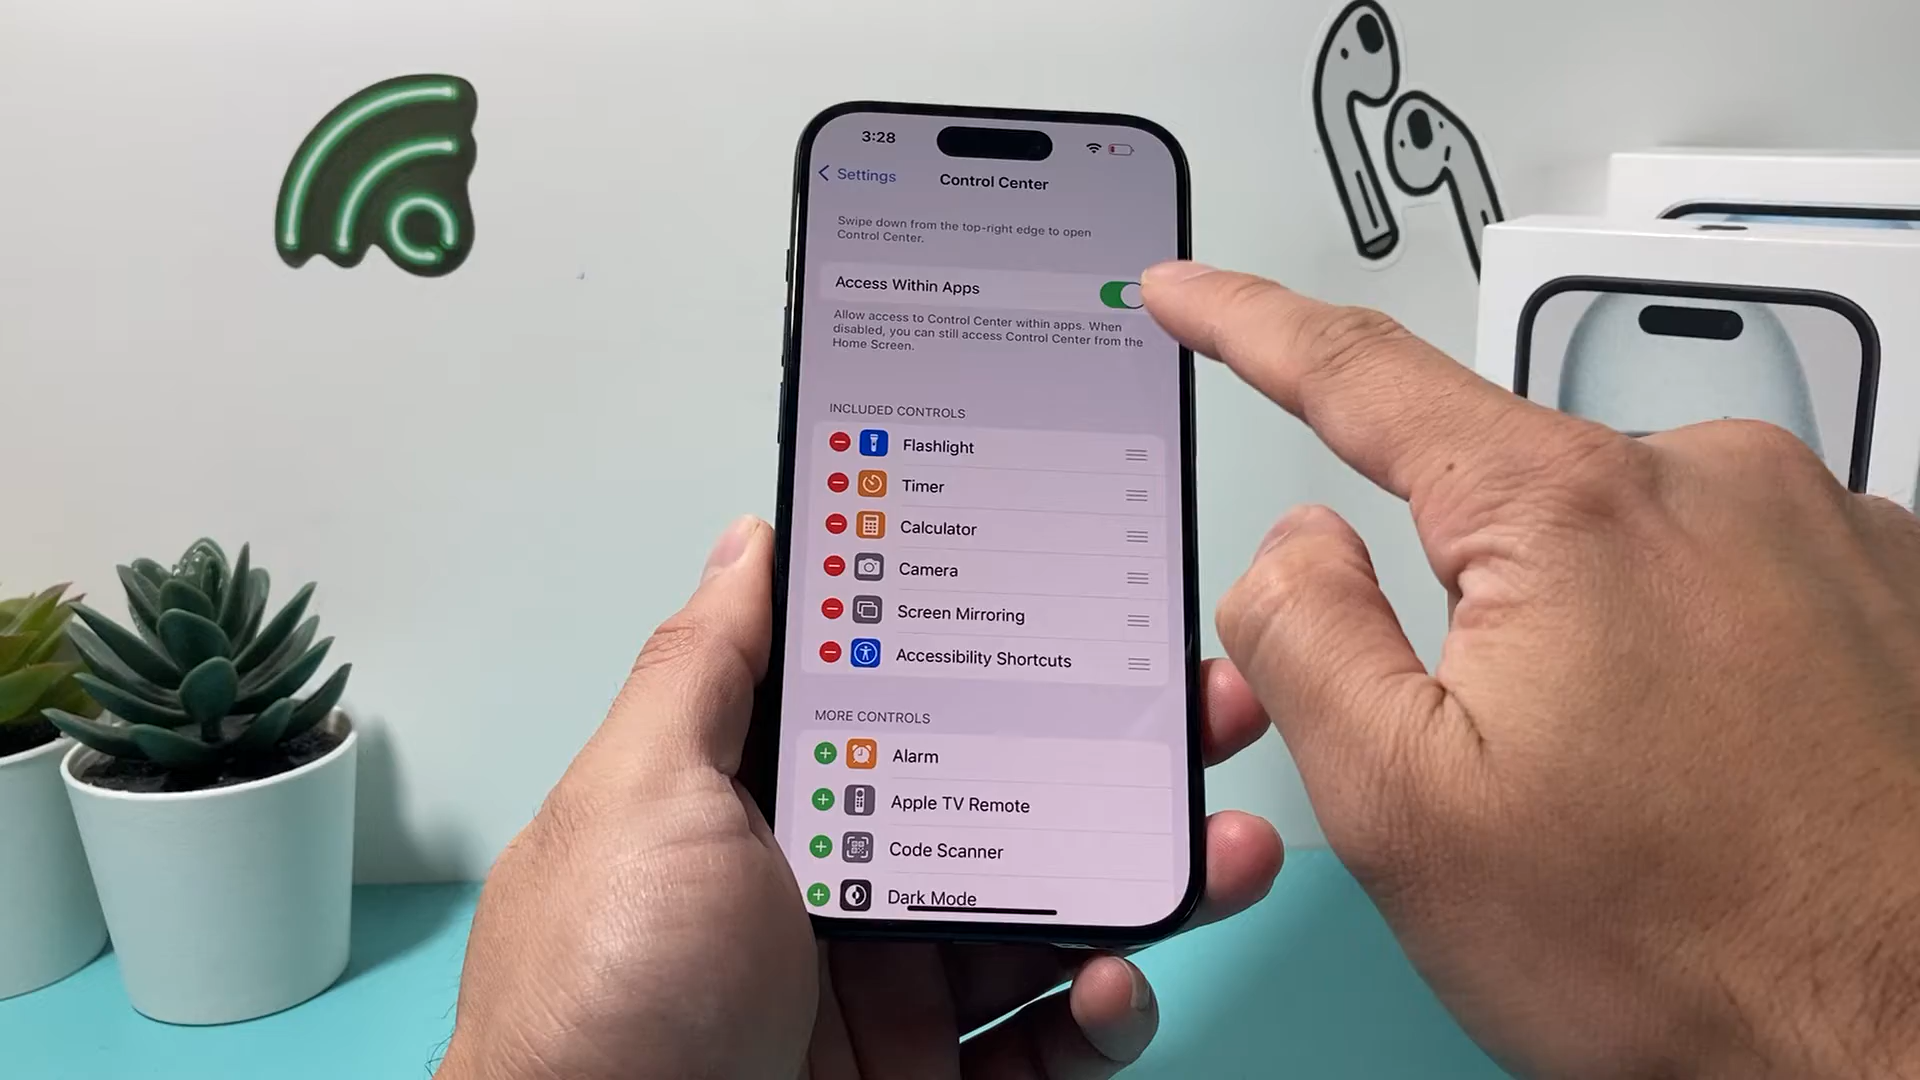 3:28
Settings
Control Center
Swipe down from the top-right edge to open
Control Center.
Access Within Apps
Allow access to Control Center within apps. When
disabled, you can still access Control Center from the
Home Screen.
INCLUDED CONTROLS
Flashlight
Timer
Calculator
Camera
Screen Mirroring
Accessibility Shortcuts
MORE CONTROLS
Alarm
Apple TV Remote
Code Scanner
Dark Mode